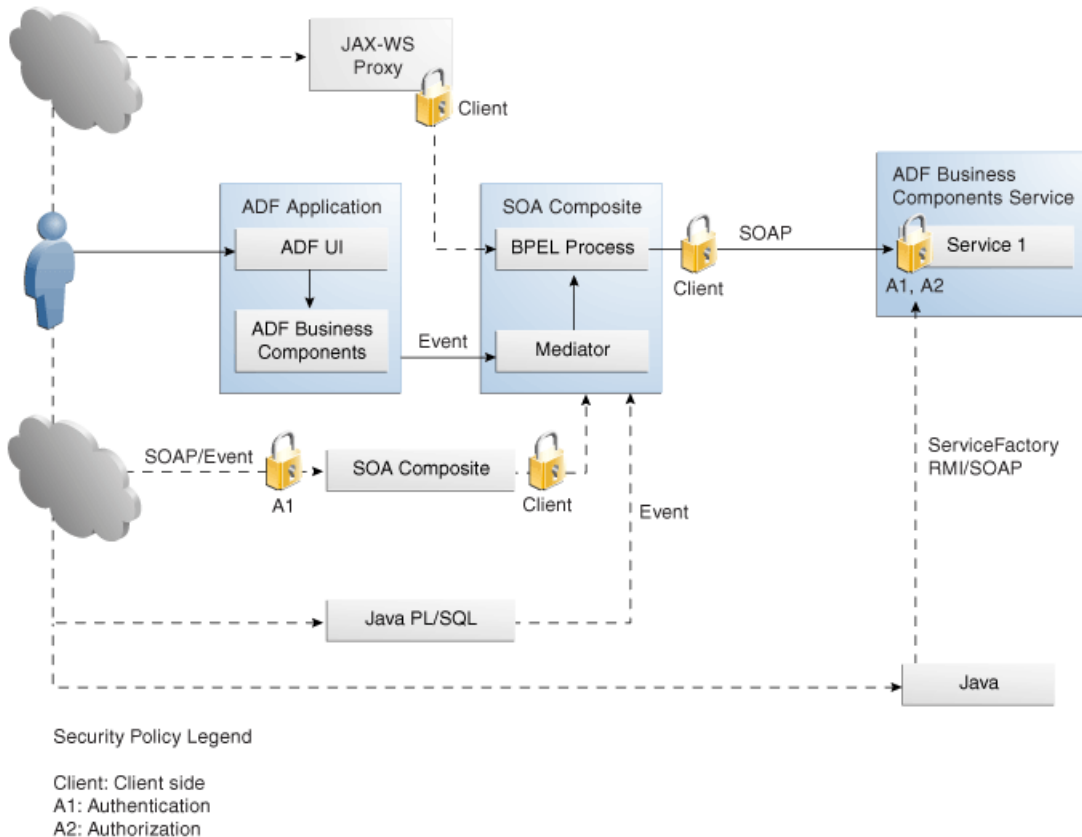 JAX-WS
Proxy
Client
ADF Application
ADF UI
ADF Business
Components
Event
SOA Composite
BPEL Process
Mediator
Client
SOAP
ADF Business
Components Service
Service 1
A1, A2
SOAP/Event
A1
SOA Composite
Client
Event
ServiceFactory
RMI/SOAP
Java PL/SQL
Java
Security Policy Legend
Client: Client side
A1: Authentication
A2: Authorization